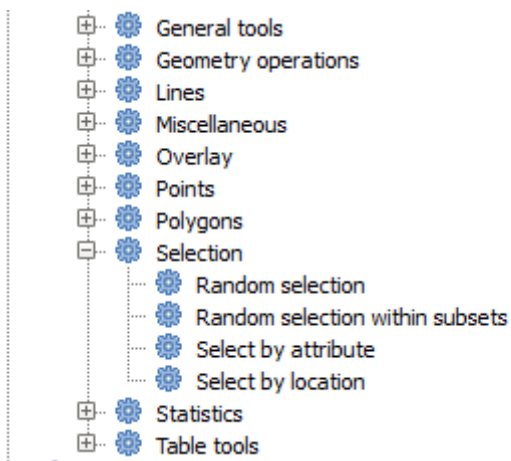 General tools
Geometry operations
Lines
Miscellaneous
Overlay
Points
Polygons
Selection
Random selection
Random selection within subsets
Select by attribute
Select by location
Statistics
Table tools